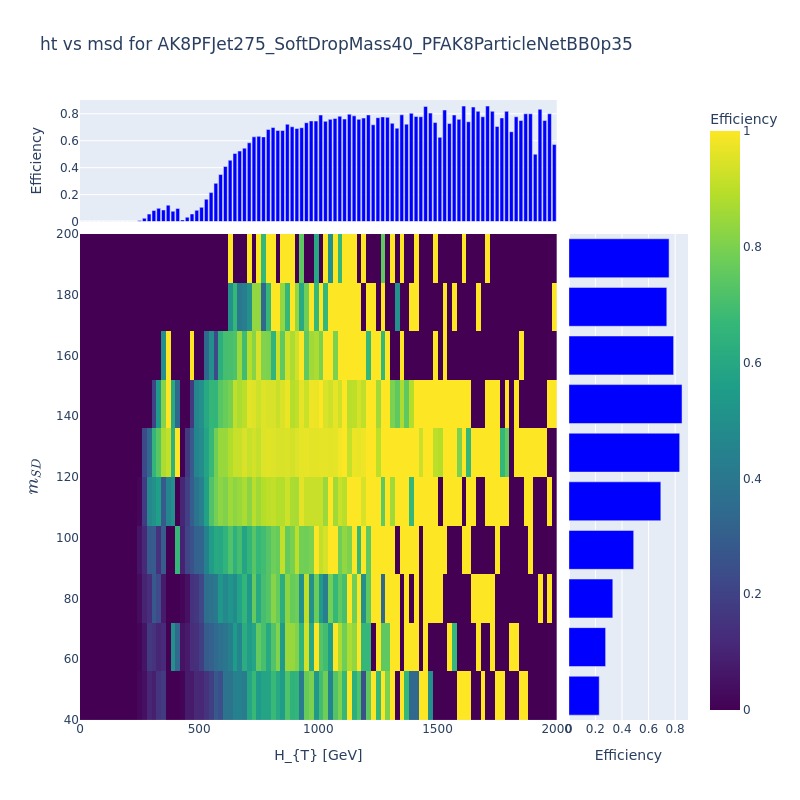 ht vs msd for AK8PFJet275_SoftDropMass40_PFAK8ParticleNetBB0p35
Efficiency
0.8
0.6
0.4
0.2
0
Efficiency
1
0.8
0.6
0.4
0.2
0
m_{SD}
200
180
160
140
120
100
80
60
40
0 500 1000 1500 2000
H_{T} [GeV]
0 0.2 0.4 0.6 0.8
Efficiency